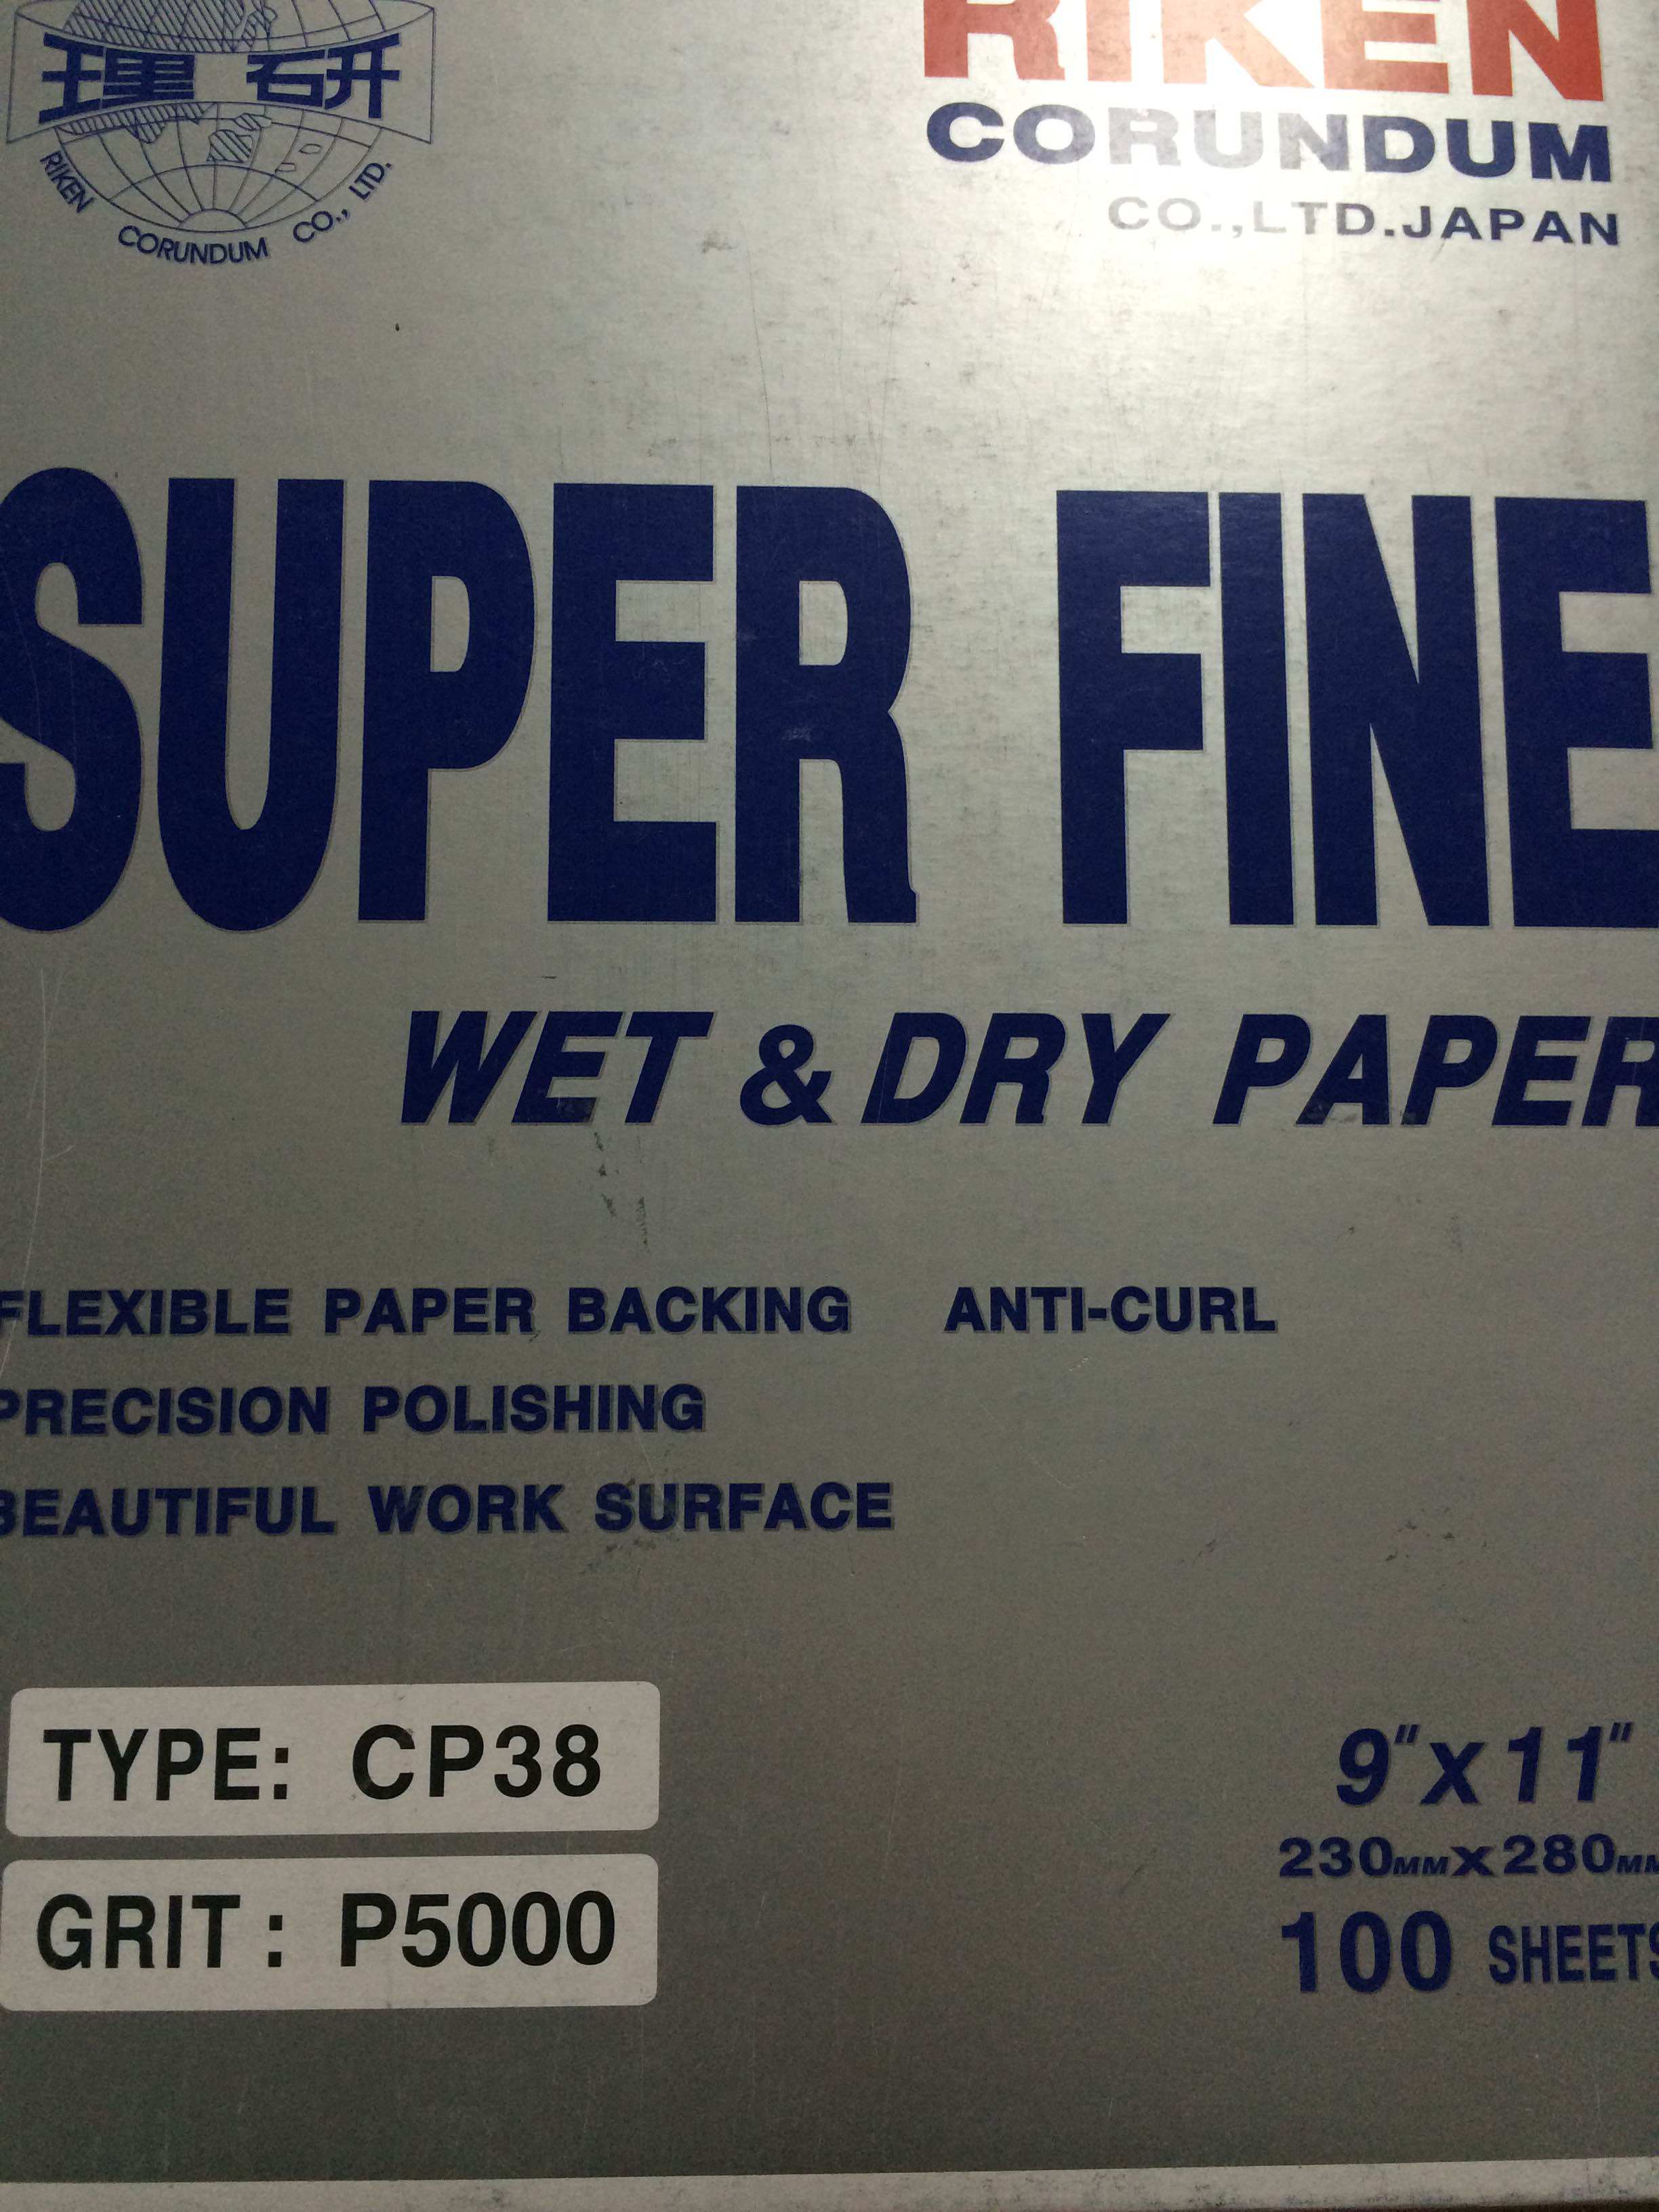 理研
RIKEN CORUNDUM CO., LTD.
RIKEN
CORUNDUM
CO.,LTD.JAPAN
SUPER FINE
WET & DRY PAPER
FLEXIBLE PAPER BACKING ANTI-CURL
PRECISION POLISHING
BEAUTIFUL WORK SURFACE
TYPE: CP38
GRIT: P5000
9"x11"
230MMX280MM
100 SHEETS